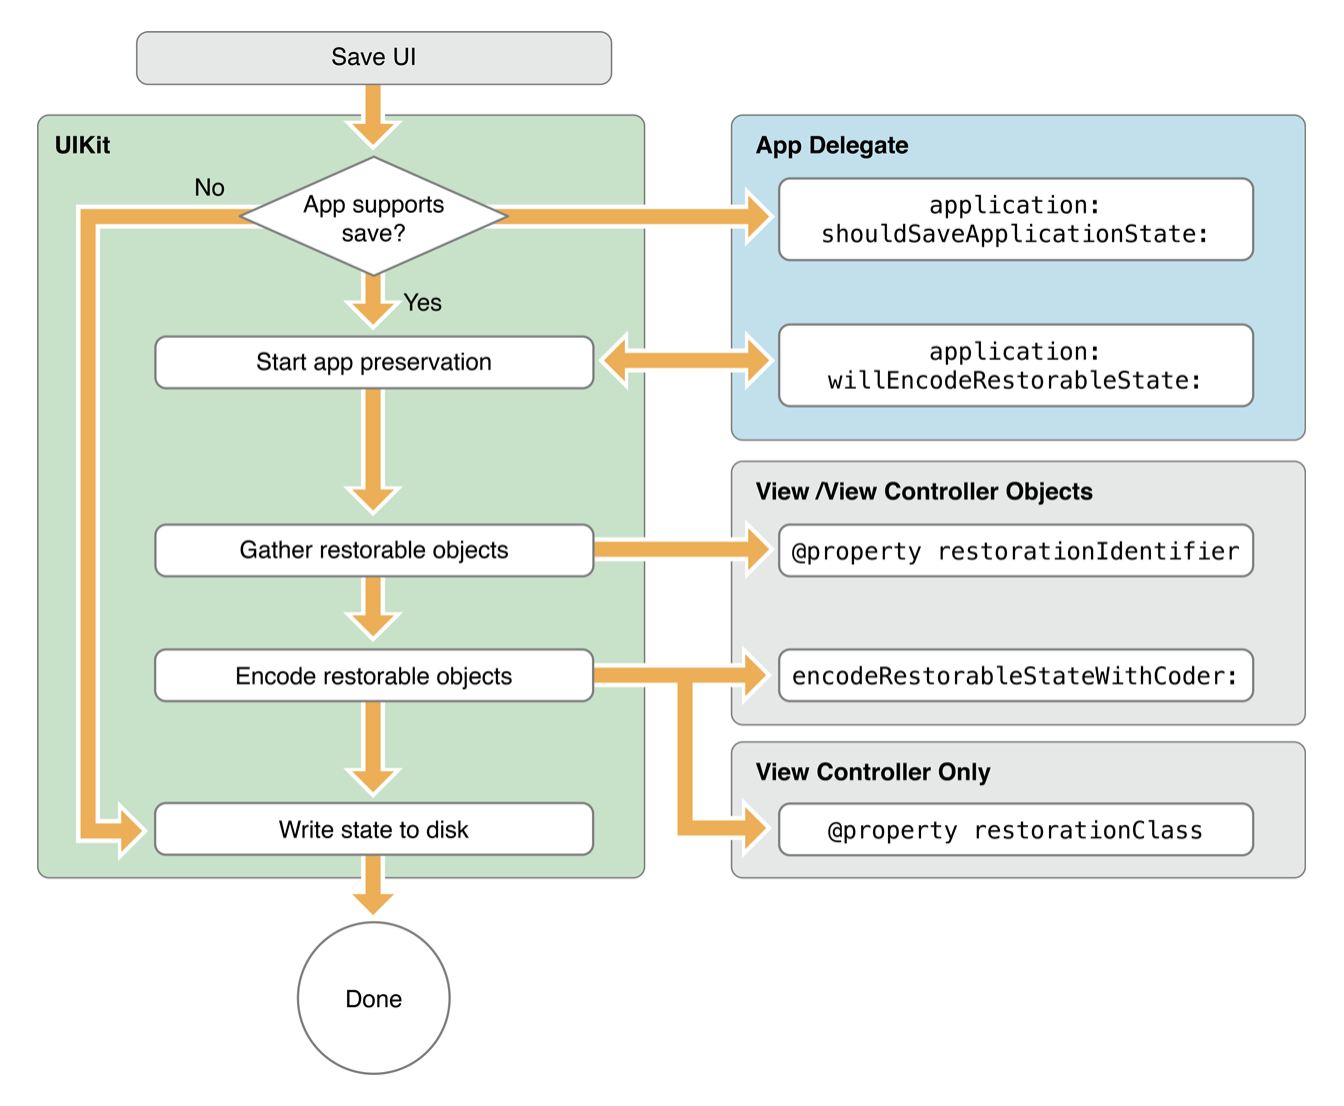 Save UI
UIKit
No
App supports
save?
Yes
Start app preservation
Gather restorable objects
Encode restorable objects
Write state to disk
Done
App Delegate
application:
shouldSaveApplicationState:
application:
willEncodeRestorableState:
View /View Controller Objects
@property restorationIdentifier
encodeRestorableStateWithCoder:
View Controller Only
@property restorationClass